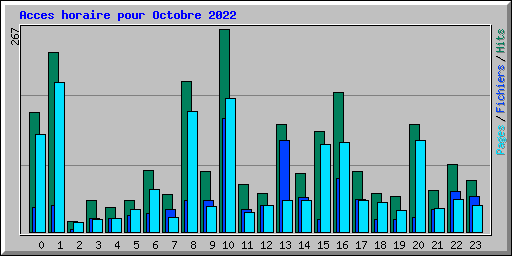 Acces horaire pour Octobre 2022
267
Pages / Fichiers / Hits
0 1 2 3 4 5 6 7 8 9 10 11 12 13 14 15 16 17 18 19 20 21 22 23